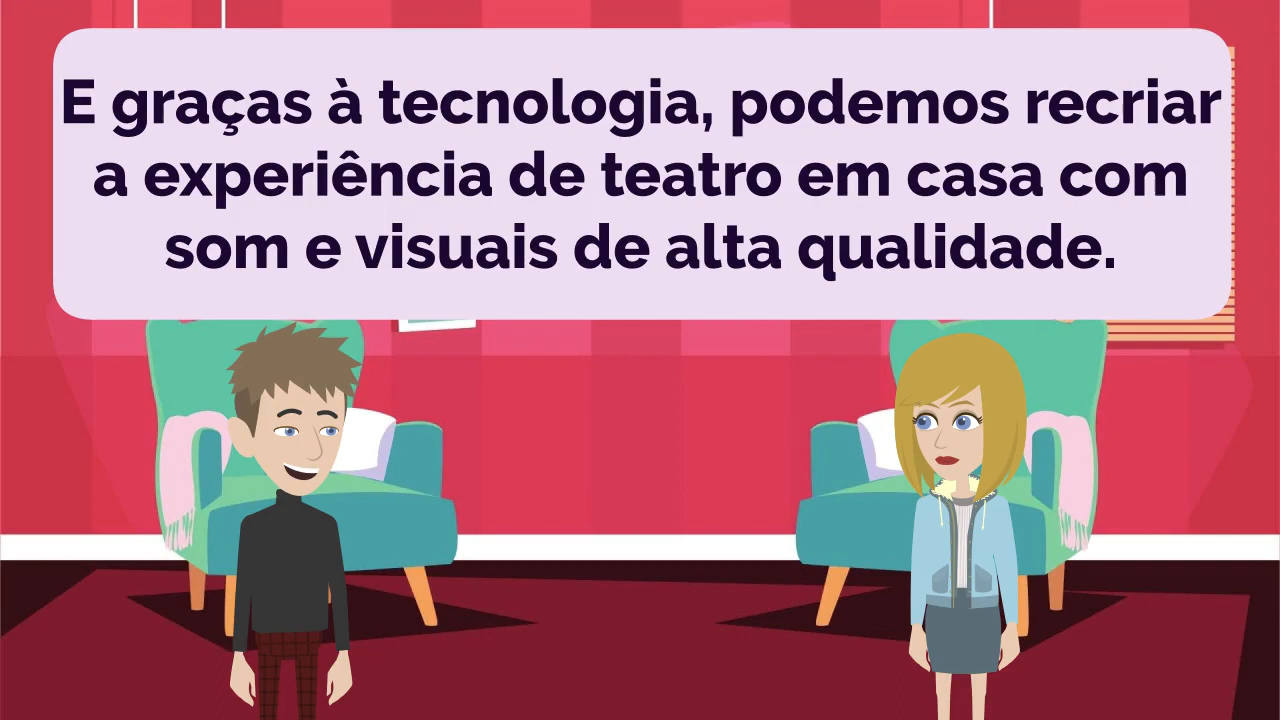 E graças à tecnologia, podemos recriar
a experiência de teatro em casa com
som e visuais de alta qualidade.